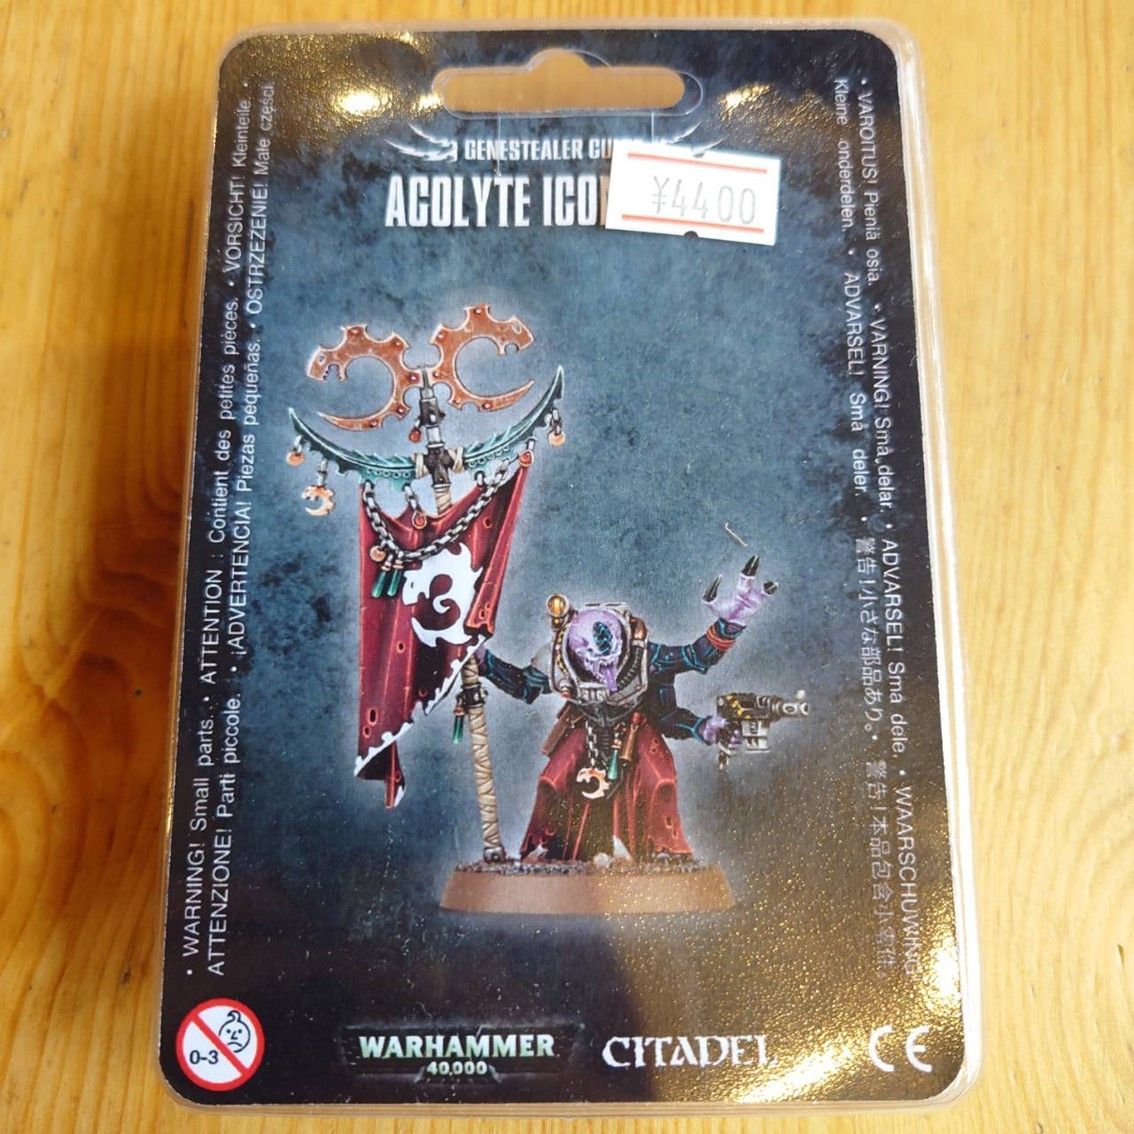 GENESTEALER CU
¥4400
ACOLYTE ICO
• WARNING! Small parts. • ATTENTION : Contient des petites pièces. • VORSICHT! Kleinteile. •
ATTENZIONE! Parti piccole. • ¡ADVERTENCIA! Piezas pequeñas. • OSTRZEŻENIE! Małe części.
• VAROITUS! Pieniä osia. • VARNING! Små delar. • ADVARSEL! Små dele. • WAARSCHUWING
Kleine onderdelen. • ADVARSEL! Små deler. • 警告!小さな部品あり。• 警告!本品包含小零件。
0-3
WARHAMMER
40,000
CITADEL
CE